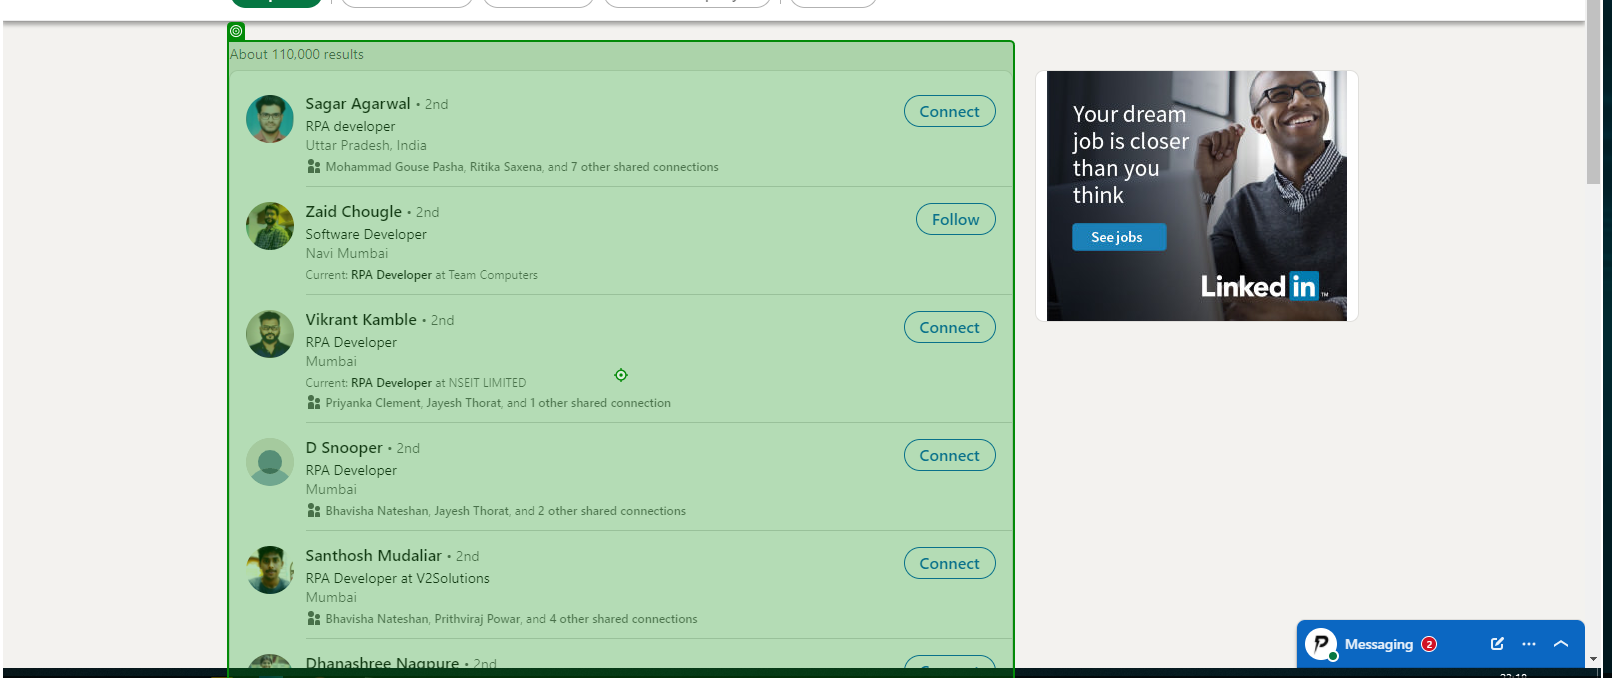 About 110,000 results
Sagar Agarwal • 2nd
Connect
RPA developer
Uttar Pradesh, India
Mohammad Gouse Pasha, Ritika Saxena, and 7 other shared connections
Zaid Chougle • 2nd
Follow
Software Developer
Navi Mumbai
Current: RPA Developer at Team Computers
Vikrant Kamble • 2nd
Connect
RPA Developer
Mumbai
Current: RPA Developer at NSEIT LIMITED
Priyanka Clement, Jayesh Thorat, and 1 other shared connection
D Snooper • 2nd
Connect
RPA Developer
Mumbai
Bhavisha Nateshan, Jayesh Thorat, and 2 other shared connections
Santhosh Mudaliar • 2nd
Connect
RPA Developer at V2Solutions
Mumbai
Bhavisha Nateshan, Prithviraj Powar, and 4 other shared connections
Dhanashree Nagpure • 2nd
Connect
Your dream
job is closer
than you
think
See jobs
Linked in ™
Messaging 2